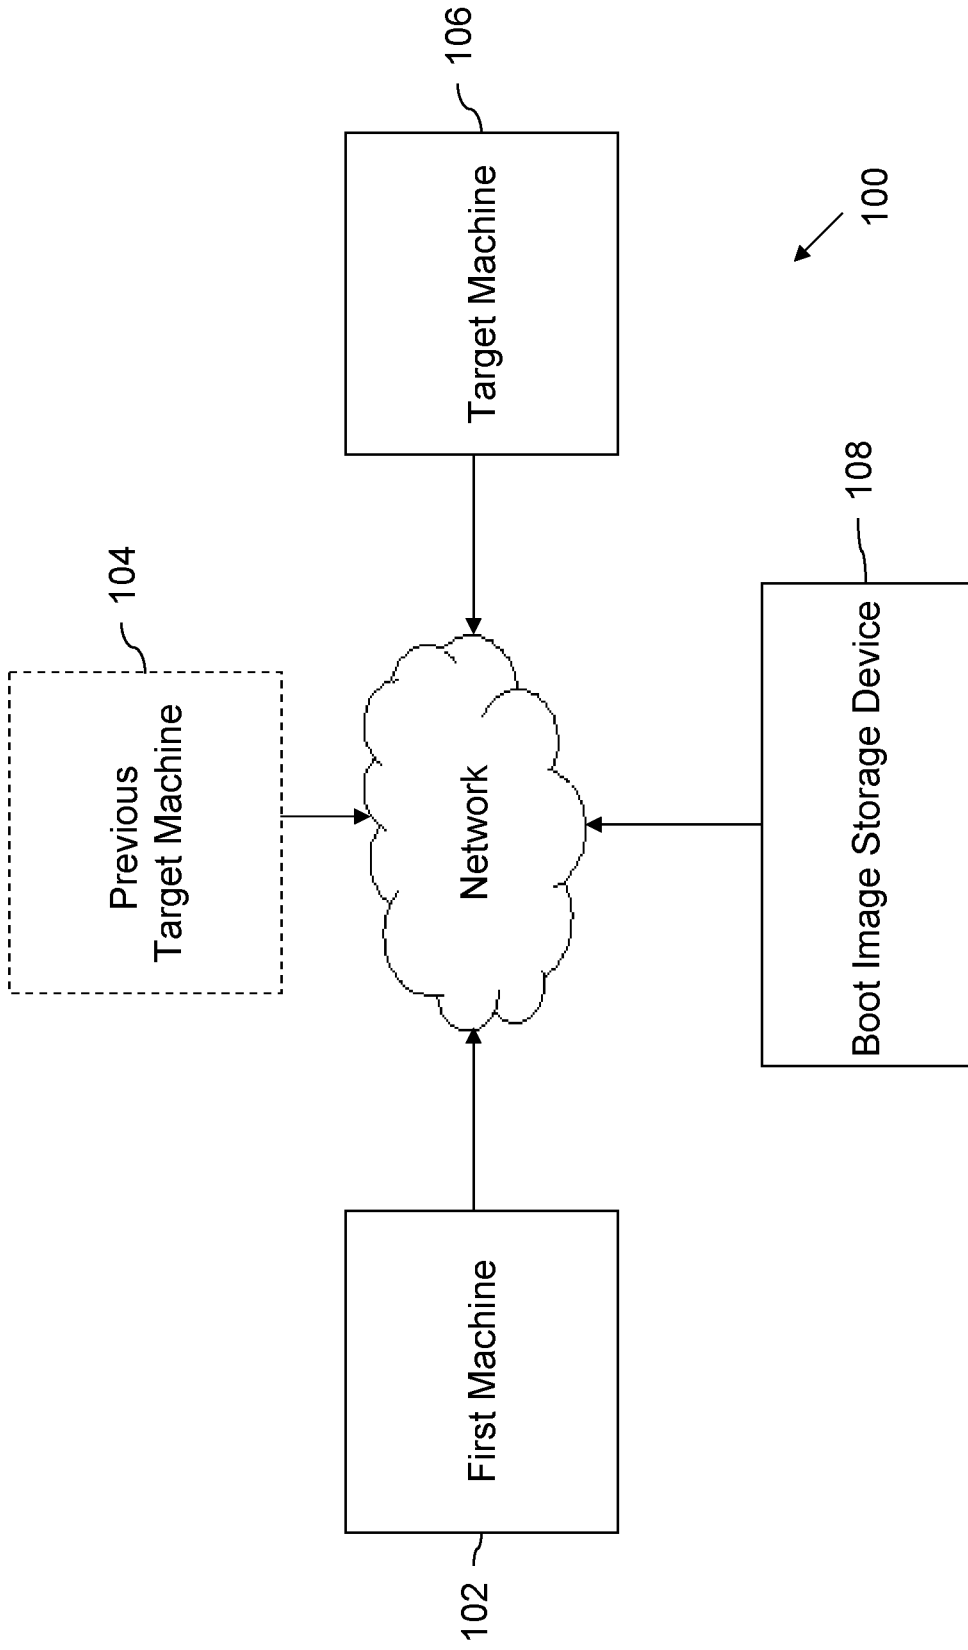 Previous
Target Machine
104
102
First Machine
Network
Target Machine
106
Boot Image Storage Device
108
100